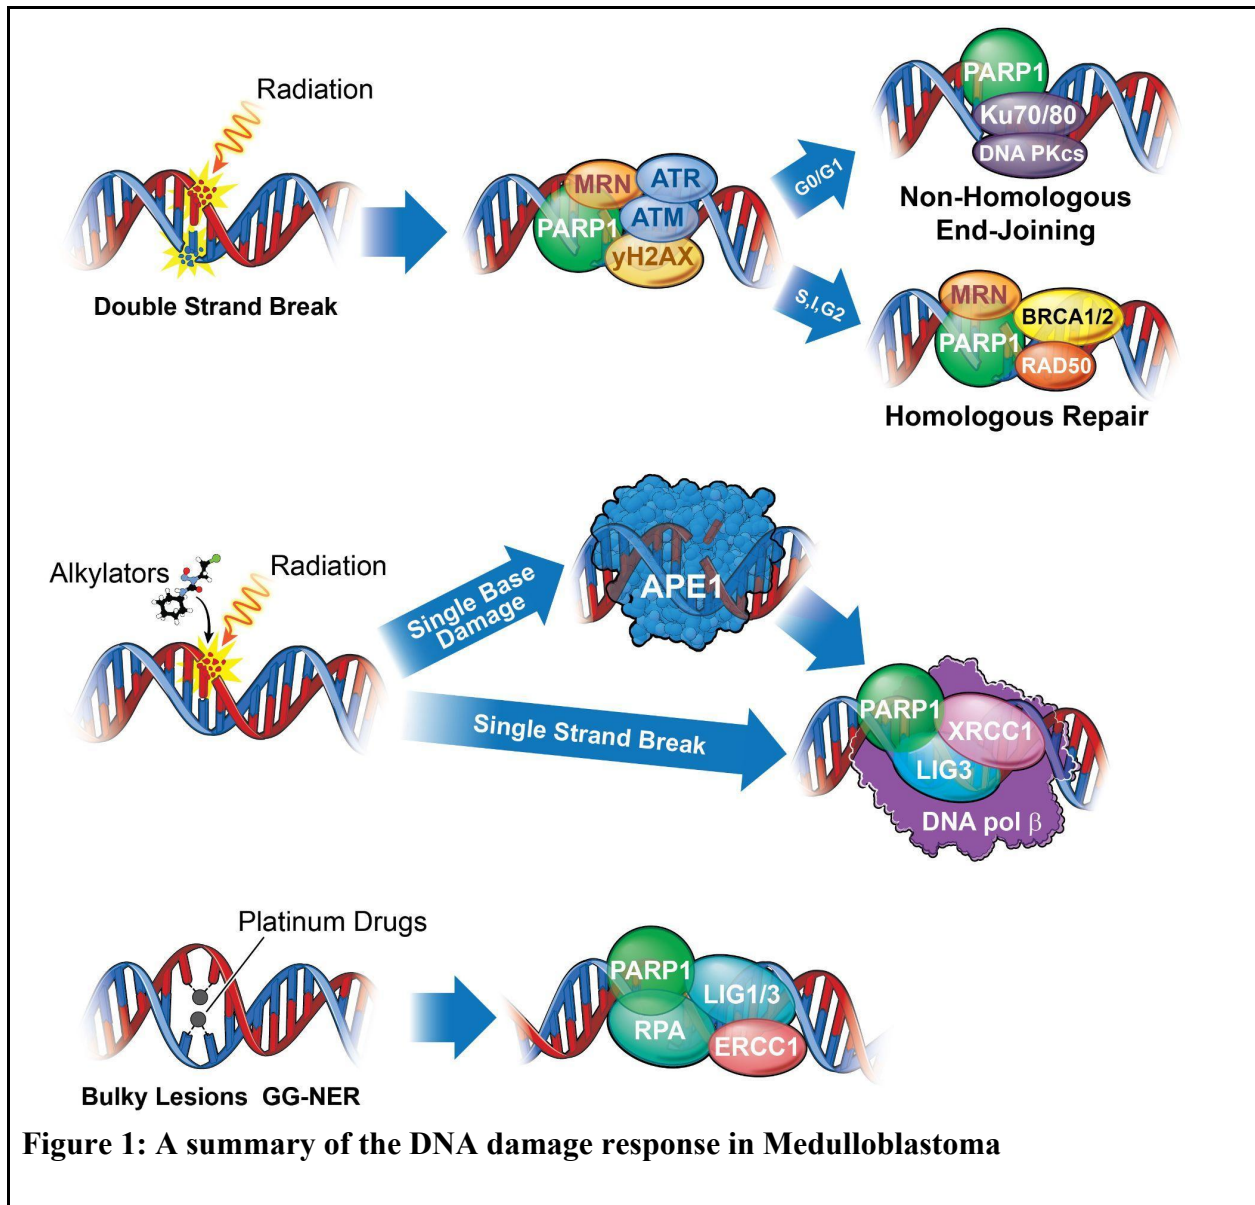 Radiation
Double Strand Break
MRN
ATR
ATM
PARP1
yH2AX
G0/G1
PARP1
Ku70/80
DNA PKcs
Non-Homologous
End-Joining
S,I,G2
MRN
BRCA1/2
PARP1
RAD50
Homologous Repair
Alkylators
Radiation
Single Base
Damage
APE1
Single Strand Break
PARP1
XRCC1
LIG3
DNA pol β
Platinum Drugs
Bulky Lesions GG-NER
PARP1
LIG1/3
RPA
ERCC1
Figure 1: A summary of the DNA damage response in Medulloblastoma